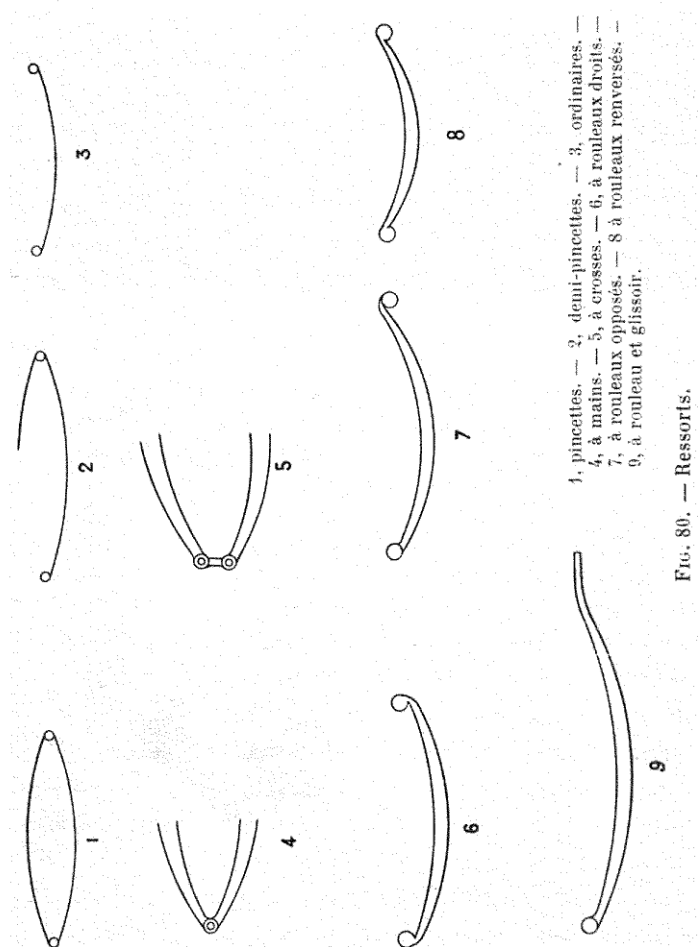 1
2
3
4
5
6
7
8
9
1, pincettes. — 2, demi-pincettes. — 3, ordinaires. —
4, à mains. — 5, à crosses. — 6, à rouleaux droits. —
7, à rouleaux opposés. — 8 à rouleaux renversés. —
9, à rouleau et glissoir.
FIG. 80. — Ressorts.